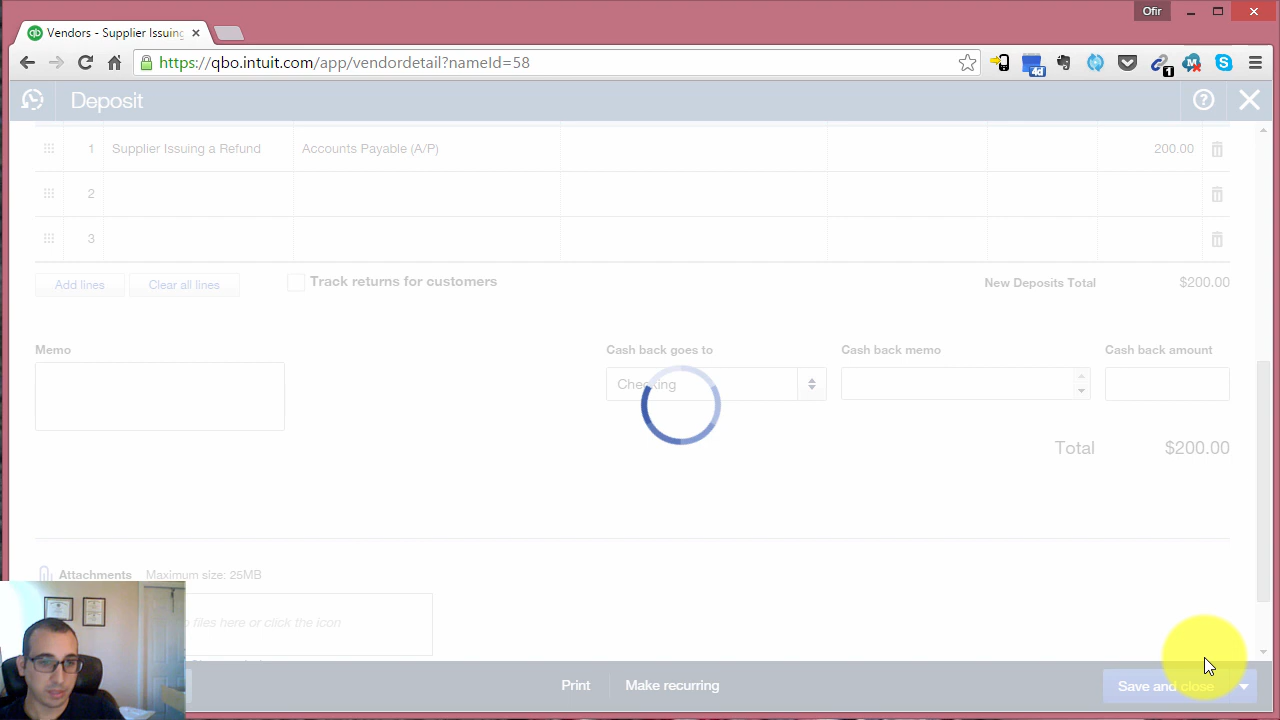 Ofir
Vendors - Supplier Issuing
https://qbo.intuit.com/app/vendordetail?nameId=58
4d
1
Deposit
1 Supplier Issuing a Refund Accounts Payable (A/P) 200.00
2
3
Add lines Clear all lines Track returns for customers New Deposits Total $200.00
Memo Cash back goes to Cash back memo Cash back amount
Checking
Total $200.00
Attachments Maximum size: 25MB
files here or click the icon
Print Make recurring Save and close